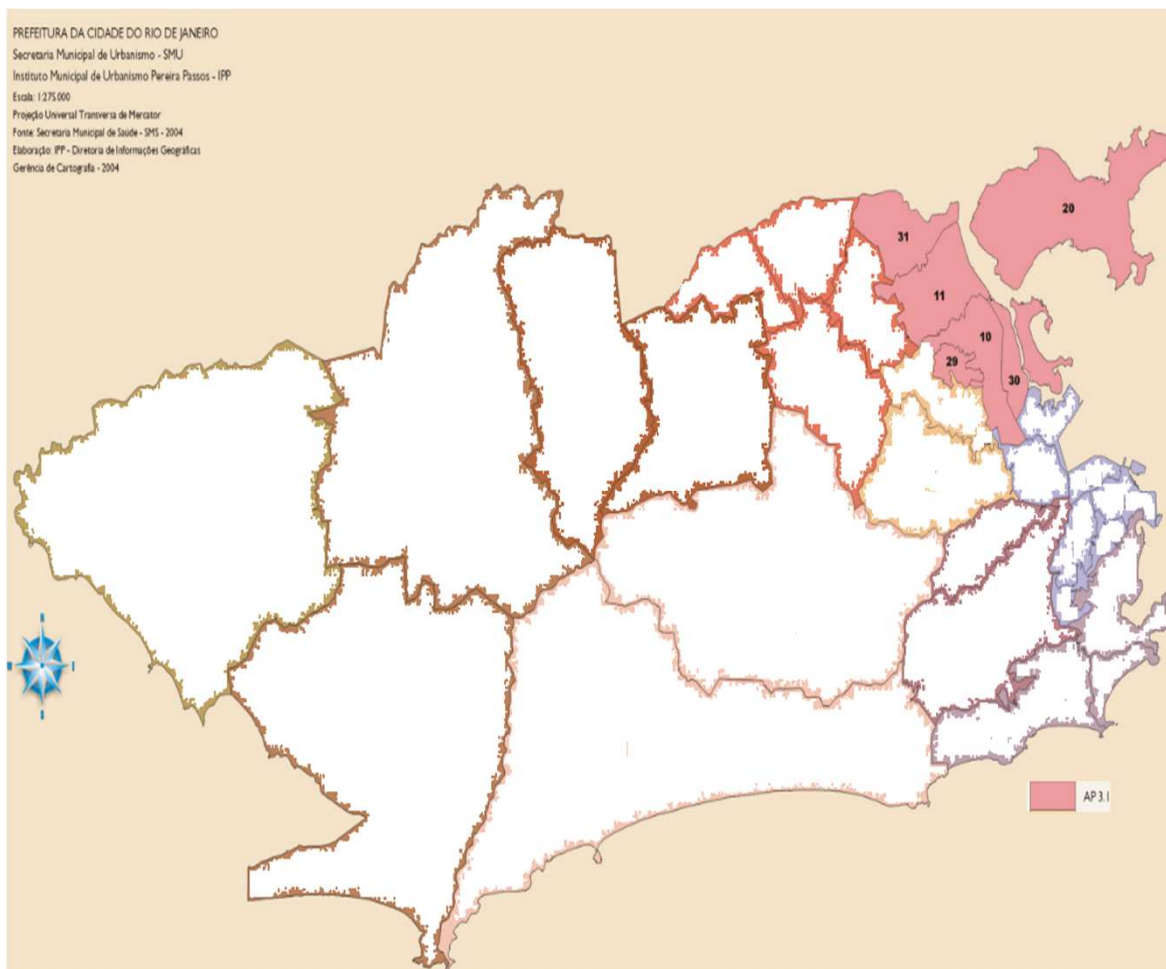 PREFEITURA DA CIDADE DO RIO DE JANEIRO
Secretaria Municipal de Urbanismo - SMU
Instituto Municipal de Urbanismo Pereira Passos - IPP
Escala: 1:275.000
Projeção Universal Transversa de Mercator
Fonte: Secretaria Municipal de Saúde - SMS - 2004
Elaboração: IPP - Diretoria de Informações Geográficas
Gerência de Cartografia - 2004
20
31
11
10
29
30
AP 3.1